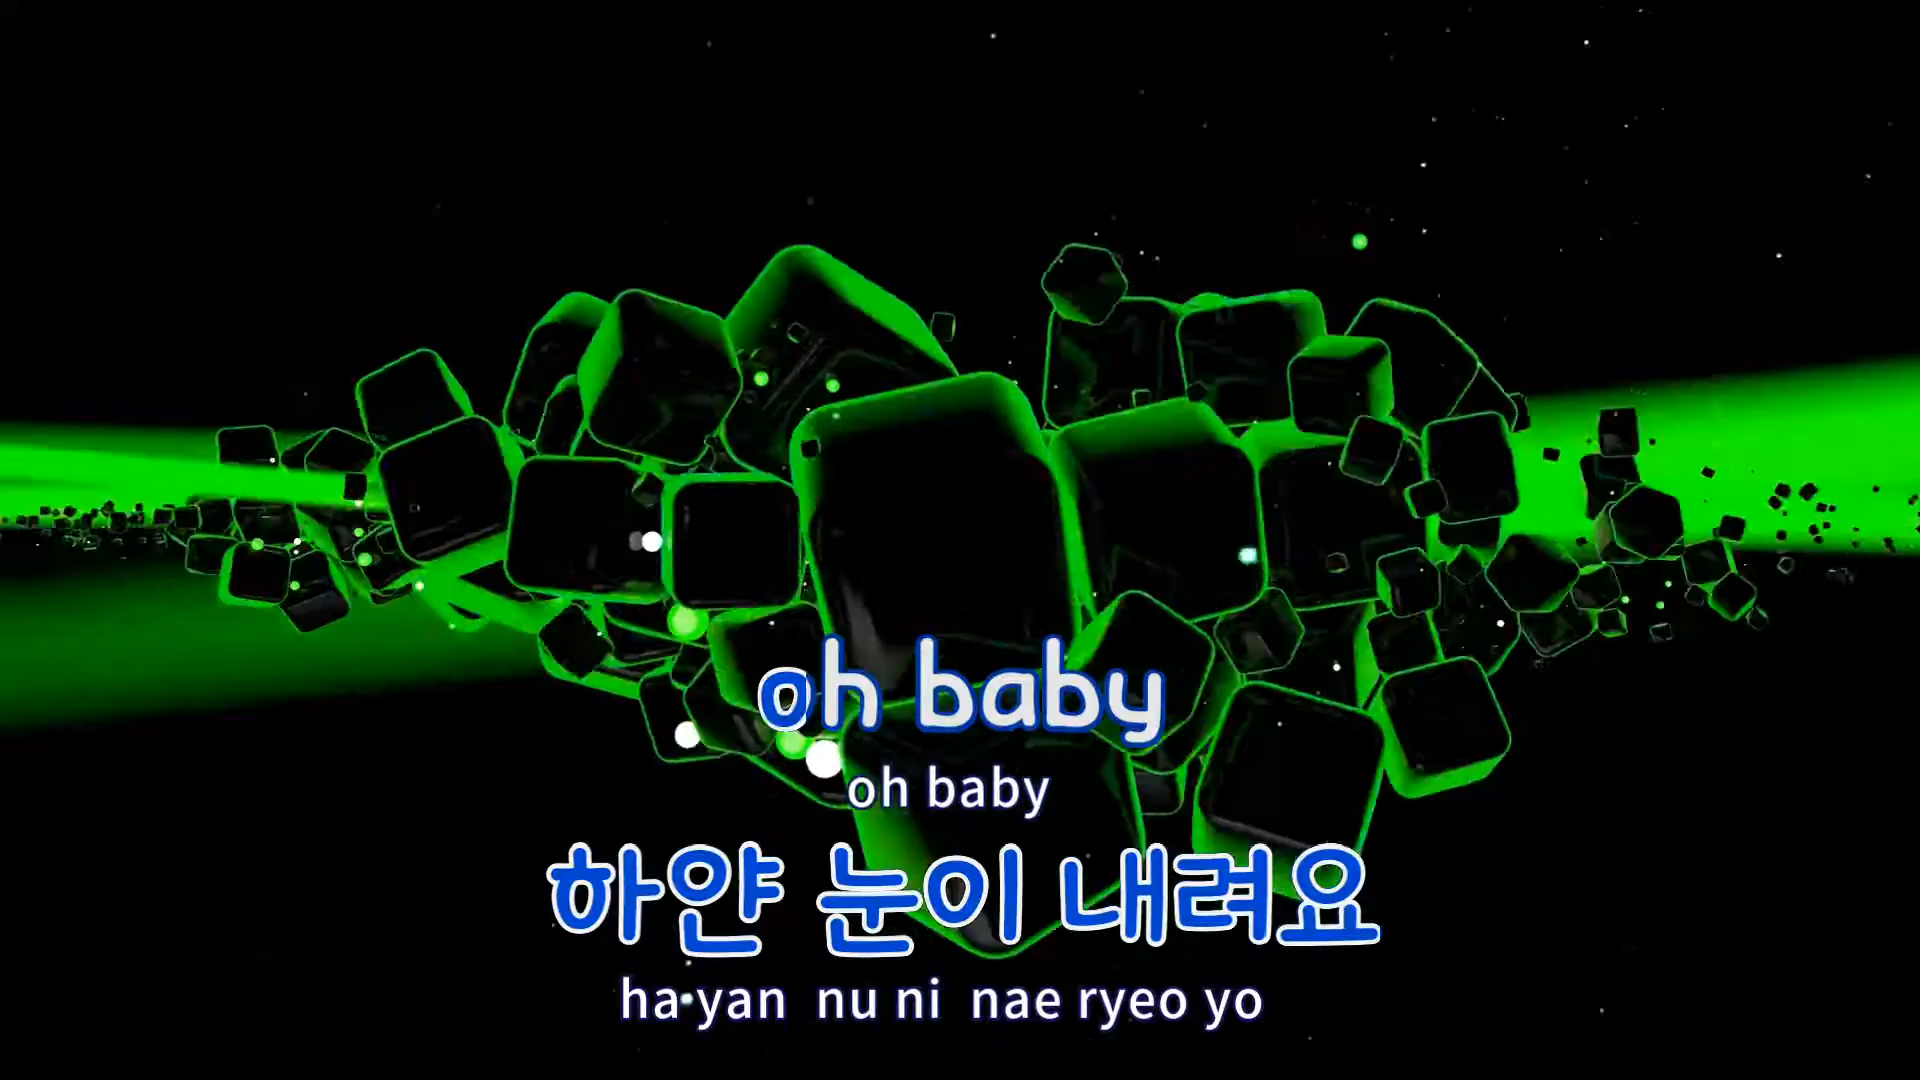 oh baby
oh baby
하얀 눈이 내려요
ha yan nu ni nae ryeo yo